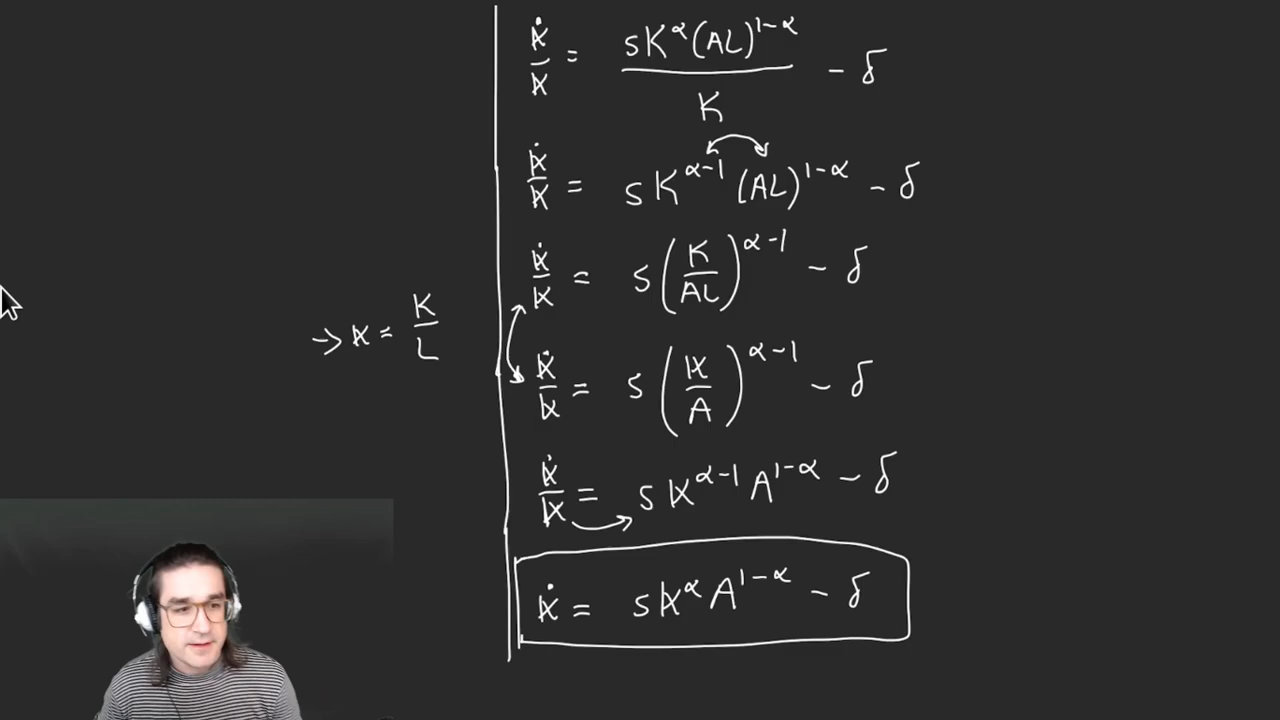 k̇/k = sK^α(AL)^(1-α)/K - δ
k̇/k = sK^(α-1)(AL)^(1-α) - δ
k̇/k = s(K/AL)^(α-1) - δ
→ k = K/L
k̇/k = s(k/A)^(α-1) - δ
k̇/k = sk^(α-1)A^(1-α) - δ
k̇ = sk^αA^(1-α) - δ